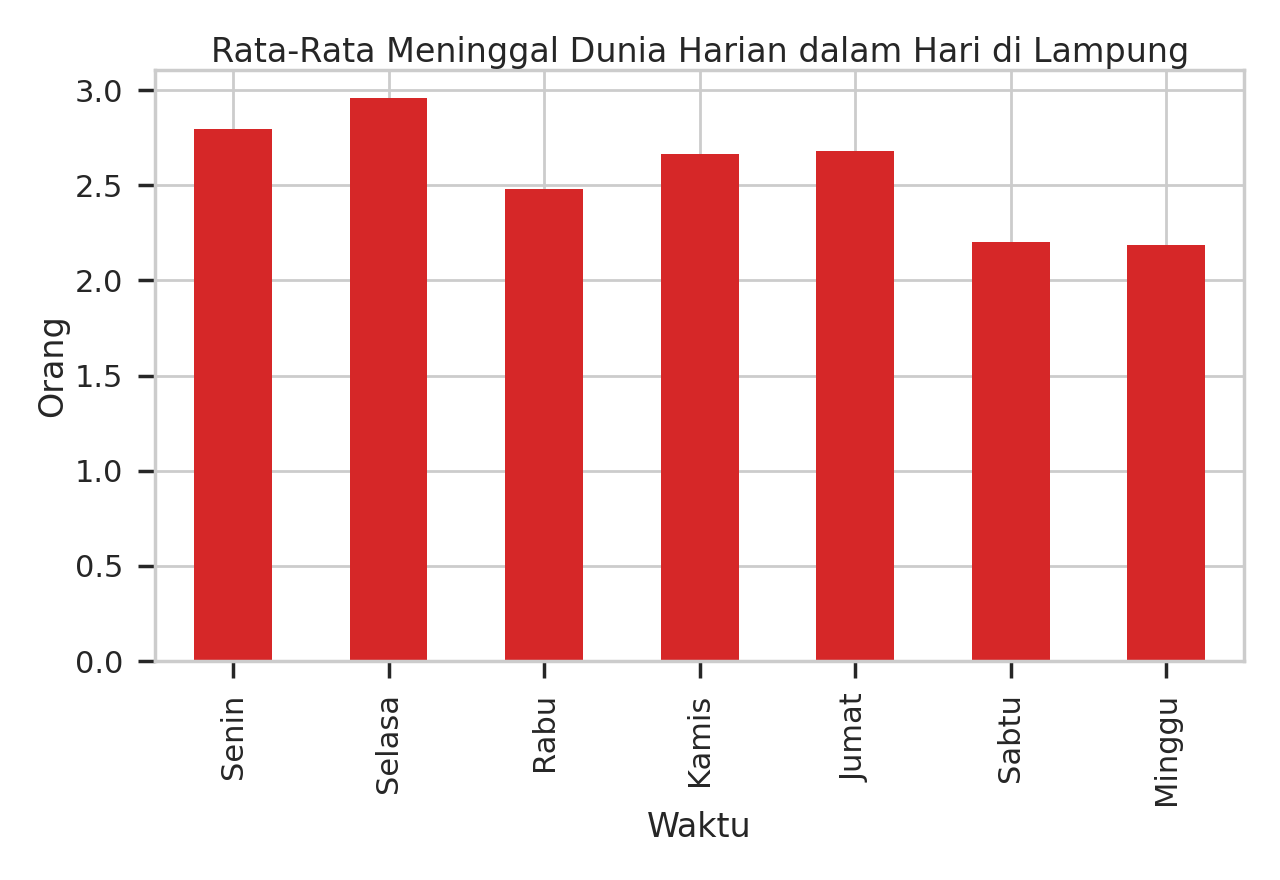 Rata-Rata Meninggal Dunia Harian dalam Hari di Lampung
3.0
2.5
2.0
1.5
1.0
0.5
0.0
Orang
Senin
Selasa
Rabu
Kamis
Jumat
Sabtu
Minggu
Waktu